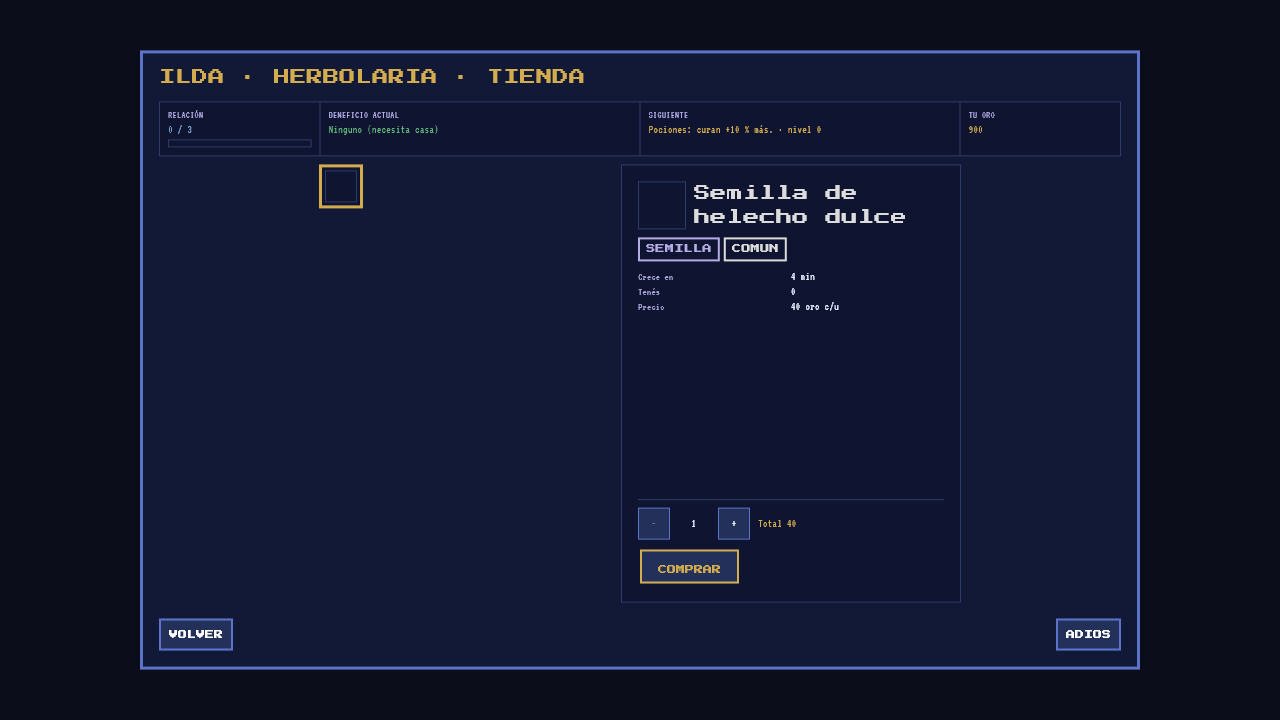 ILDA · HERBOLARIA · TIENDA
RELACIÓN
0 / 3
BENEFICIO ACTUAL
Ninguno (necesita casa)
SIGUIENTE
Pociones: curan +10 % más. · nivel 0
TU ORO
900
Semilla de
helecho dulce
SEMILLA COMUN
Crece en 4 min
Tenés 0
Precio 40 oro c/u
- 1 + Total 40
COMPRAR
VOLVER ADIOS